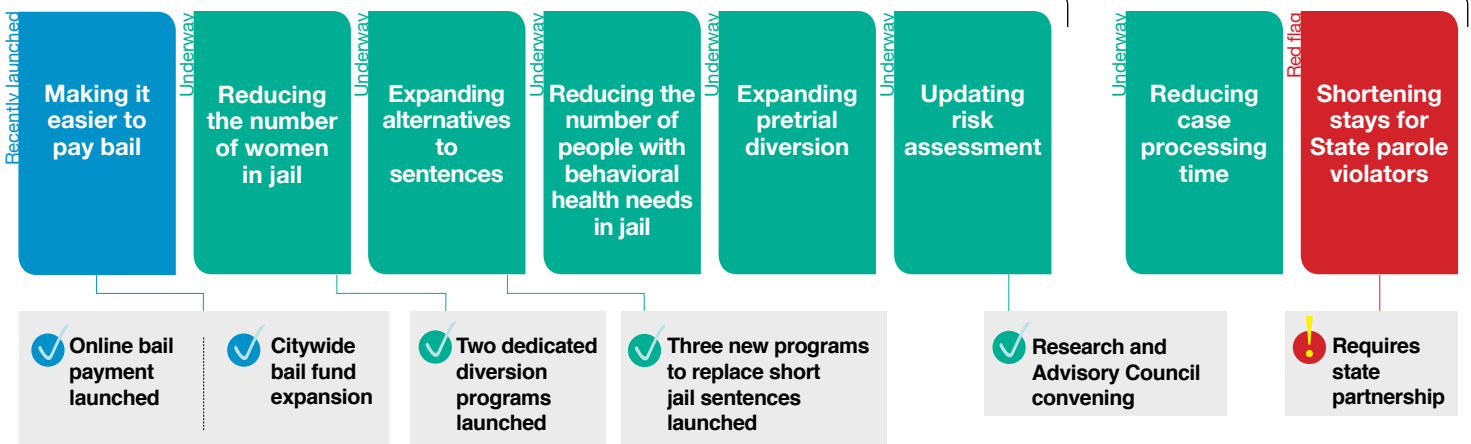 Recently launched
Making it
easier to
pay bail
Underway
Reducing
the number
of women
in jail
Underway
Expanding
alternatives
to
sentences
Underway
Reducing the
number of
people with
behavioral
health needs
in jail
Underway
Expanding
pretrial
diversion
Underway
Updating
risk
assessment
Underway
Reducing
case
processing
time
Red flag
Shortening
stays for
State parole
violators
Online bail
payment
launched
Citywide
bail fund
expansion
Two dedicated
diversion
programs
launched
Three new programs
to replace short
jail sentences
launched
Research and
Advisory Council
convening
!
Requires
state
partnership